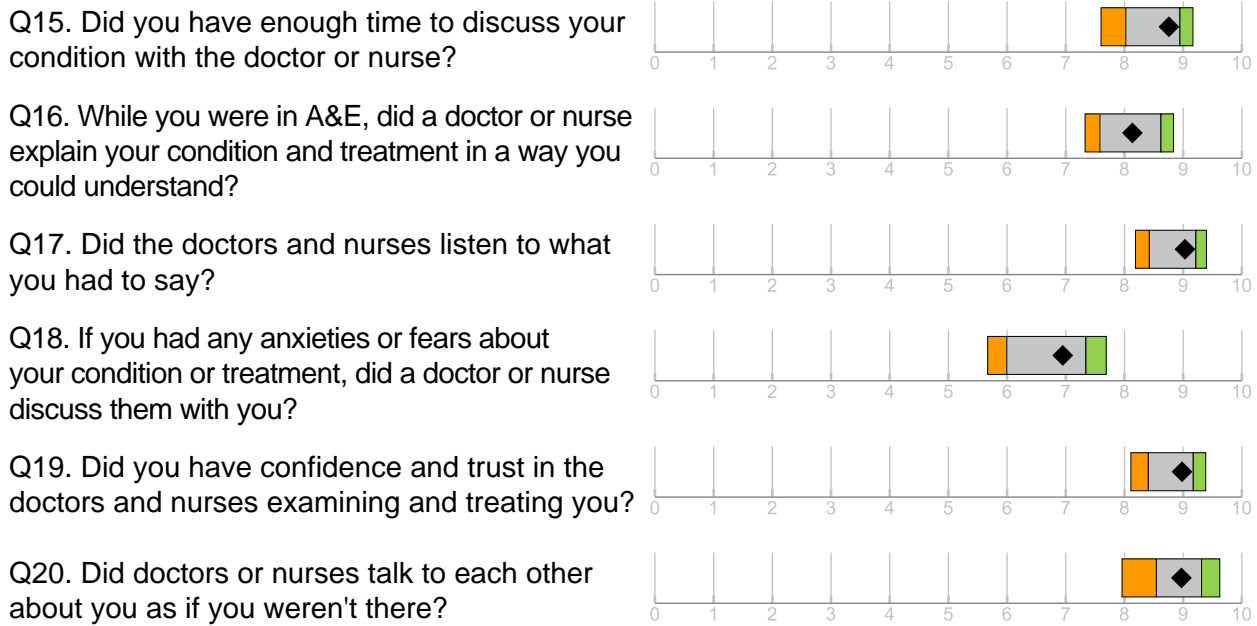 Q15. Did you have enough time to discuss your
condition with the doctor or nurse?
0 1 2 3 4 5 6 7 8 9 10
Q16. While you were in A&E, did a doctor or nurse
explain your condition and treatment in a way you
could understand?
0 1 2 3 4 5 6 7 8 9 10
Q17. Did the doctors and nurses listen to what
you had to say?
0 1 2 3 4 5 6 7 8 9 10
Q18. If you had any anxieties or fears about
your condition or treatment, did a doctor or nurse
discuss them with you?
0 1 2 3 4 5 6 7 8 9 10
Q19. Did you have confidence and trust in the
doctors and nurses examining and treating you?
0 1 2 3 4 5 6 7 8 9 10
Q20. Did doctors or nurses talk to each other
about you as if you weren't there?
0 1 2 3 4 5 6 7 8 9 10